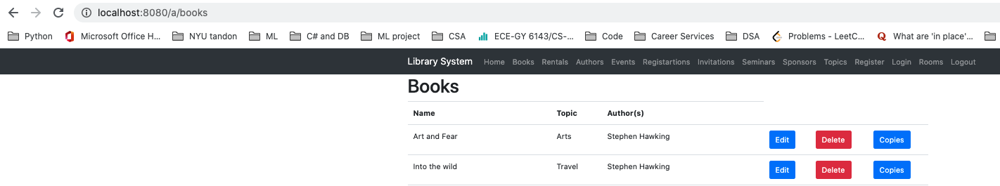 localhost:8080/a/books
Python Microsoft Office H... NYU tandon ML C# and DB ML project CSA ECE-GY 6143/CS-... Code Career Services DSA Problems - LeetC... What are 'in place'...
Library System Home Books Rentals Authors Events Registartions Invitations Seminars Sponsors Topics Register Login Rooms Logout
Books
Name Topic Author(s)
Art and Fear Arts Stephen Hawking Edit Delete Copies
Into the wild Travel Stephen Hawking Edit Delete Copies